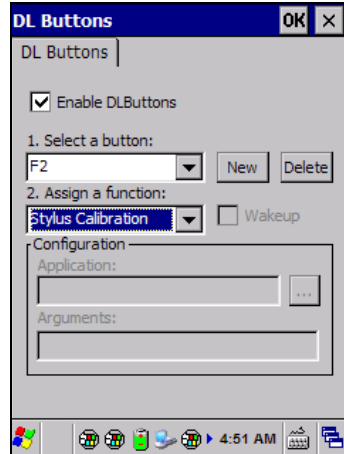 DL Buttons OK ×
DL Buttons
Enable DLButtons
1. Select a button:
F2 New Delete
2. Assign a function:
Stylus Calibration Wakeup
Configuration
Application:
...
Arguments:
4:51 AM